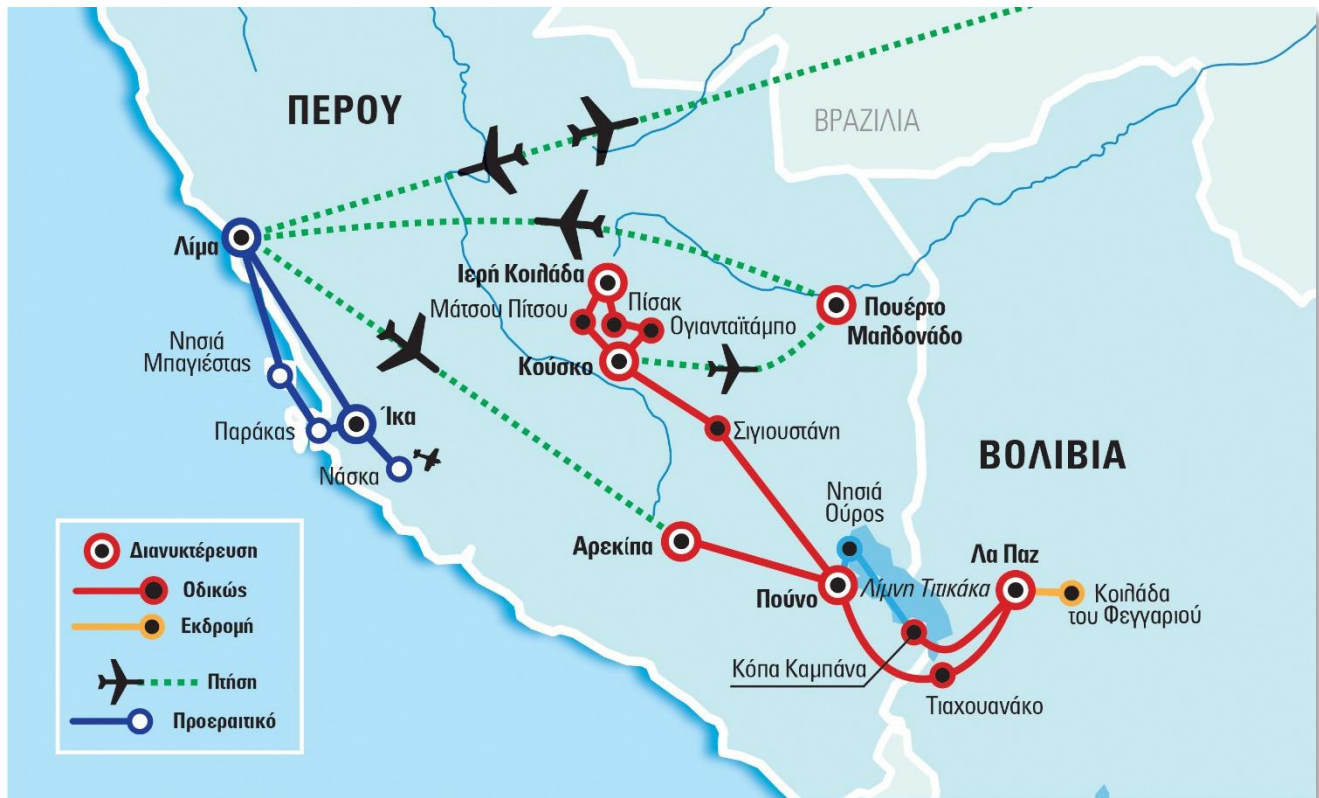 ΠΕΡΟΥ
ΒΡΑΖΙΛΙΑ
Λίμα
Ιερή Κοιλάδα
Μάτσου Πίτσου
Πίσακ
Ογιανταϊτάμπο
Πουέρτο
Μαλδονάδο
Νησιά
Μπαγιέστας
Κούσκο
Παράκας
Ίκα
Σιγιουστάνη
ΒΟΛΙΒΙΑ
Νάσκα
Νησιά
Ούρος
Αρεκίπα
Λα Παζ
Πούνο
Λίμνη Τιτικάκα
Κοιλάδα
του Φεγγαριού
Κόπα Καμπάνα
Τιαχουανάκο
Διανυκτέρευση
Οδικώς
Εκδρομή
Πτήση
Προεραιτικό